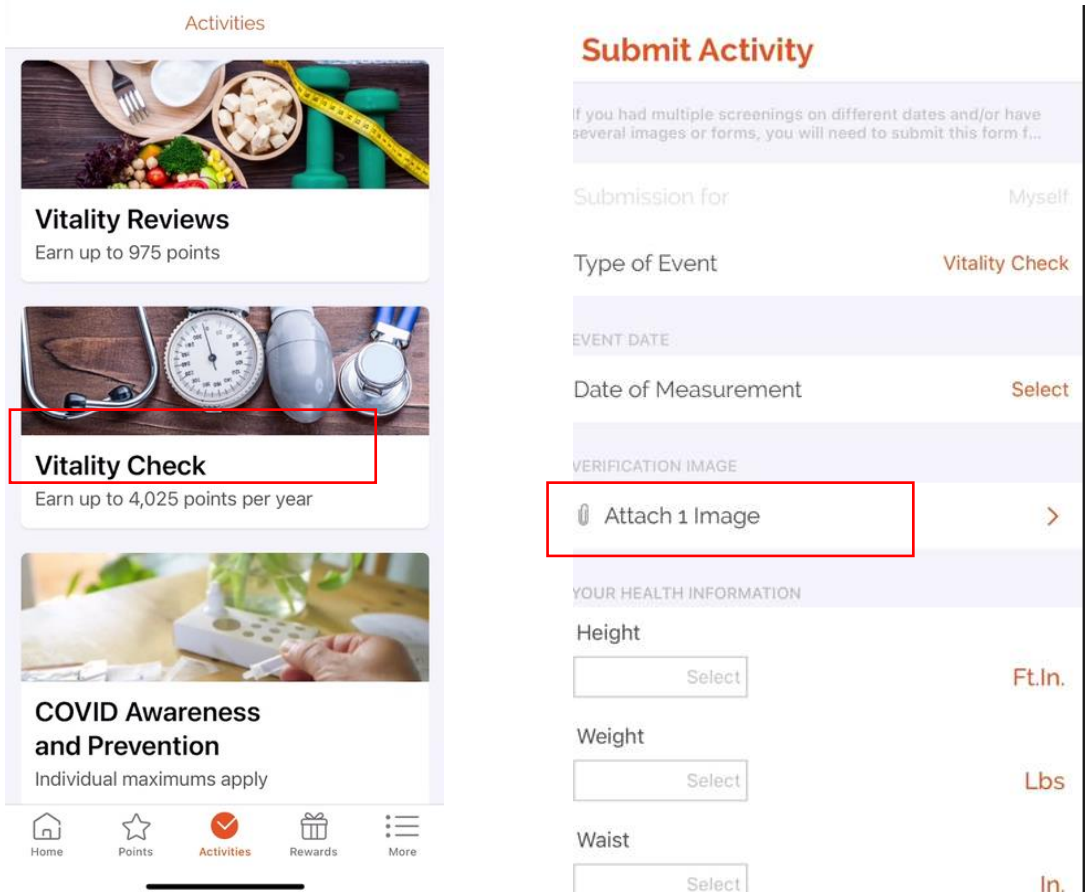 Activities
Vitality Reviews
Earn up to 975 points
Vitality Check
Earn up to 4,025 points per year
COVID Awareness
and Prevention
Individual maximums apply
Home
Points
Activities
Rewards
More
Submit Activity
If you had multiple screenings on different dates and/or have
several images or forms, you will need to submit this form f...
Submission for Myself
Type of Event Vitality Check
EVENT DATE
Date of Measurement Select
VERIFICATION IMAGE
Attach 1 Image
YOUR HEALTH INFORMATION
Height
Select Ft.In.
Weight
Select Lbs
Waist
Select In.